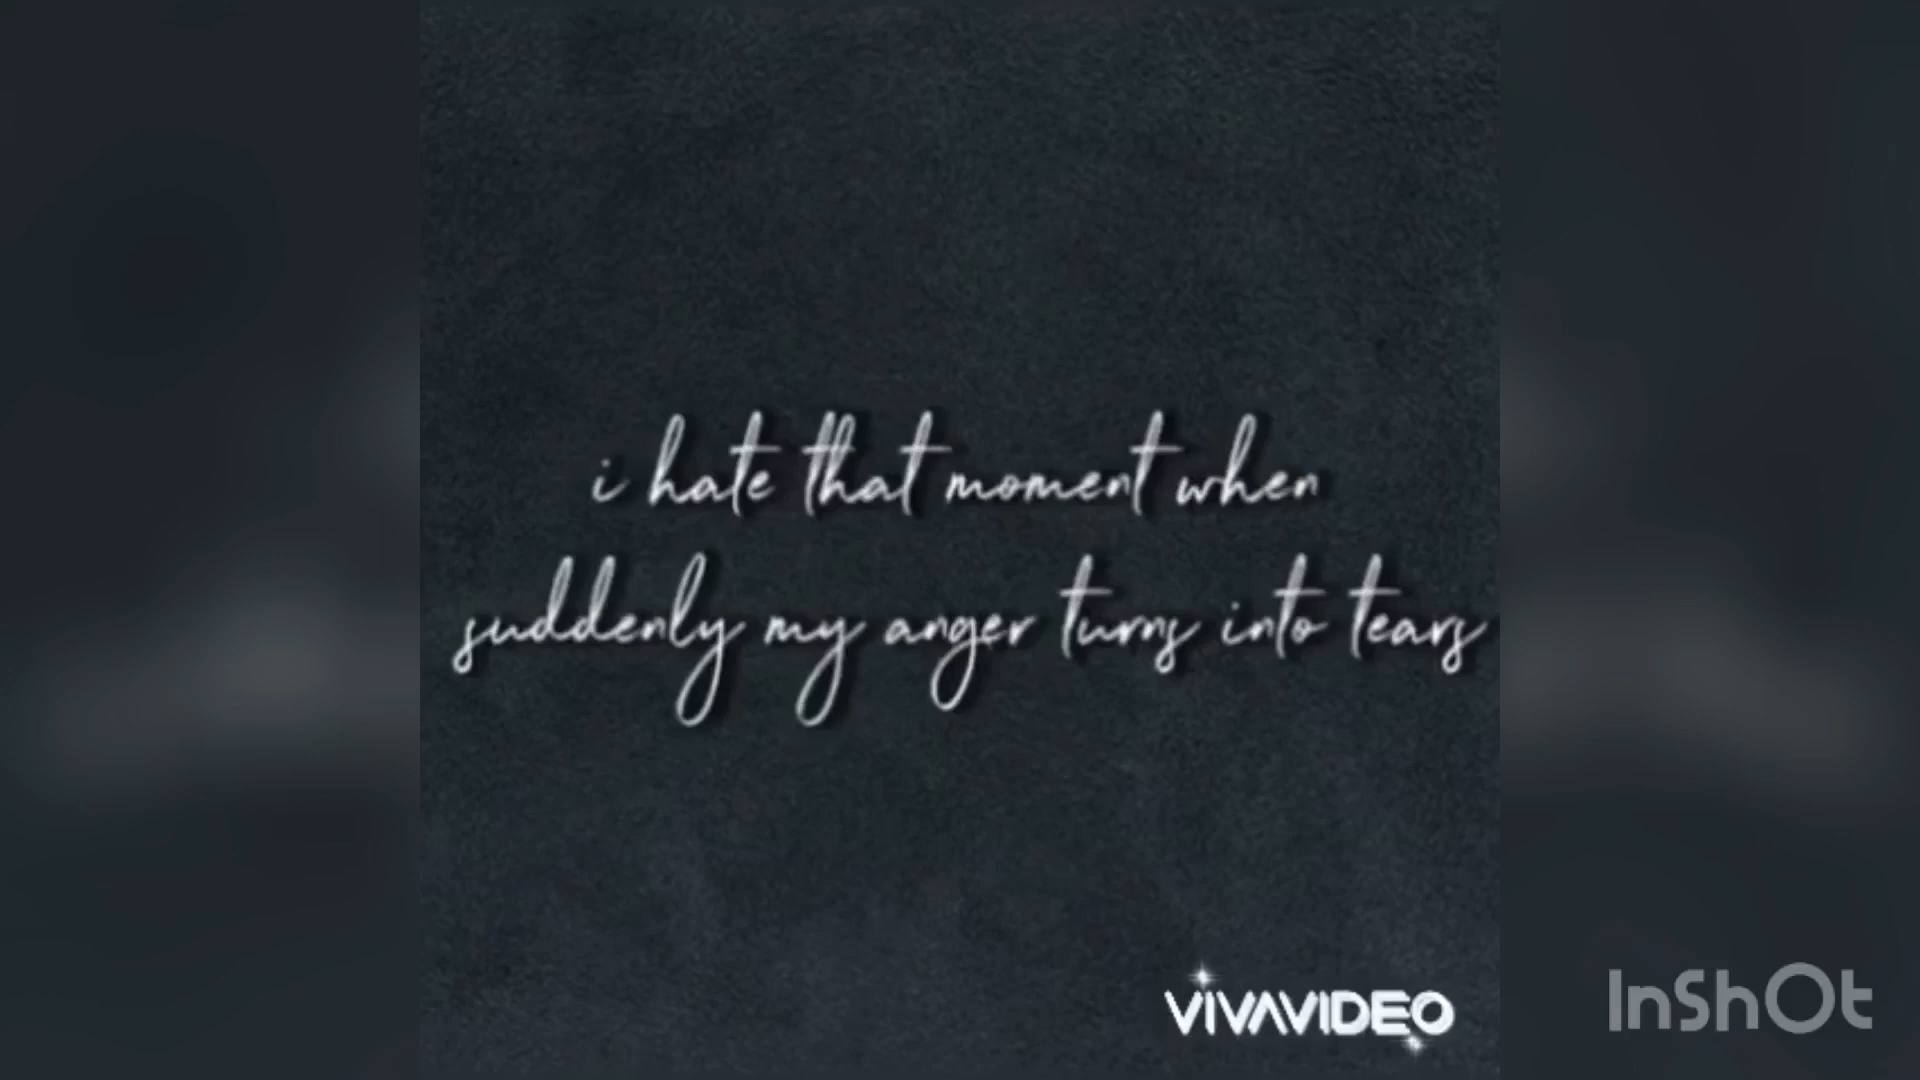 i hate that moment when
suddenly my anger turns into tears
VIVAVIDEO
InShOt